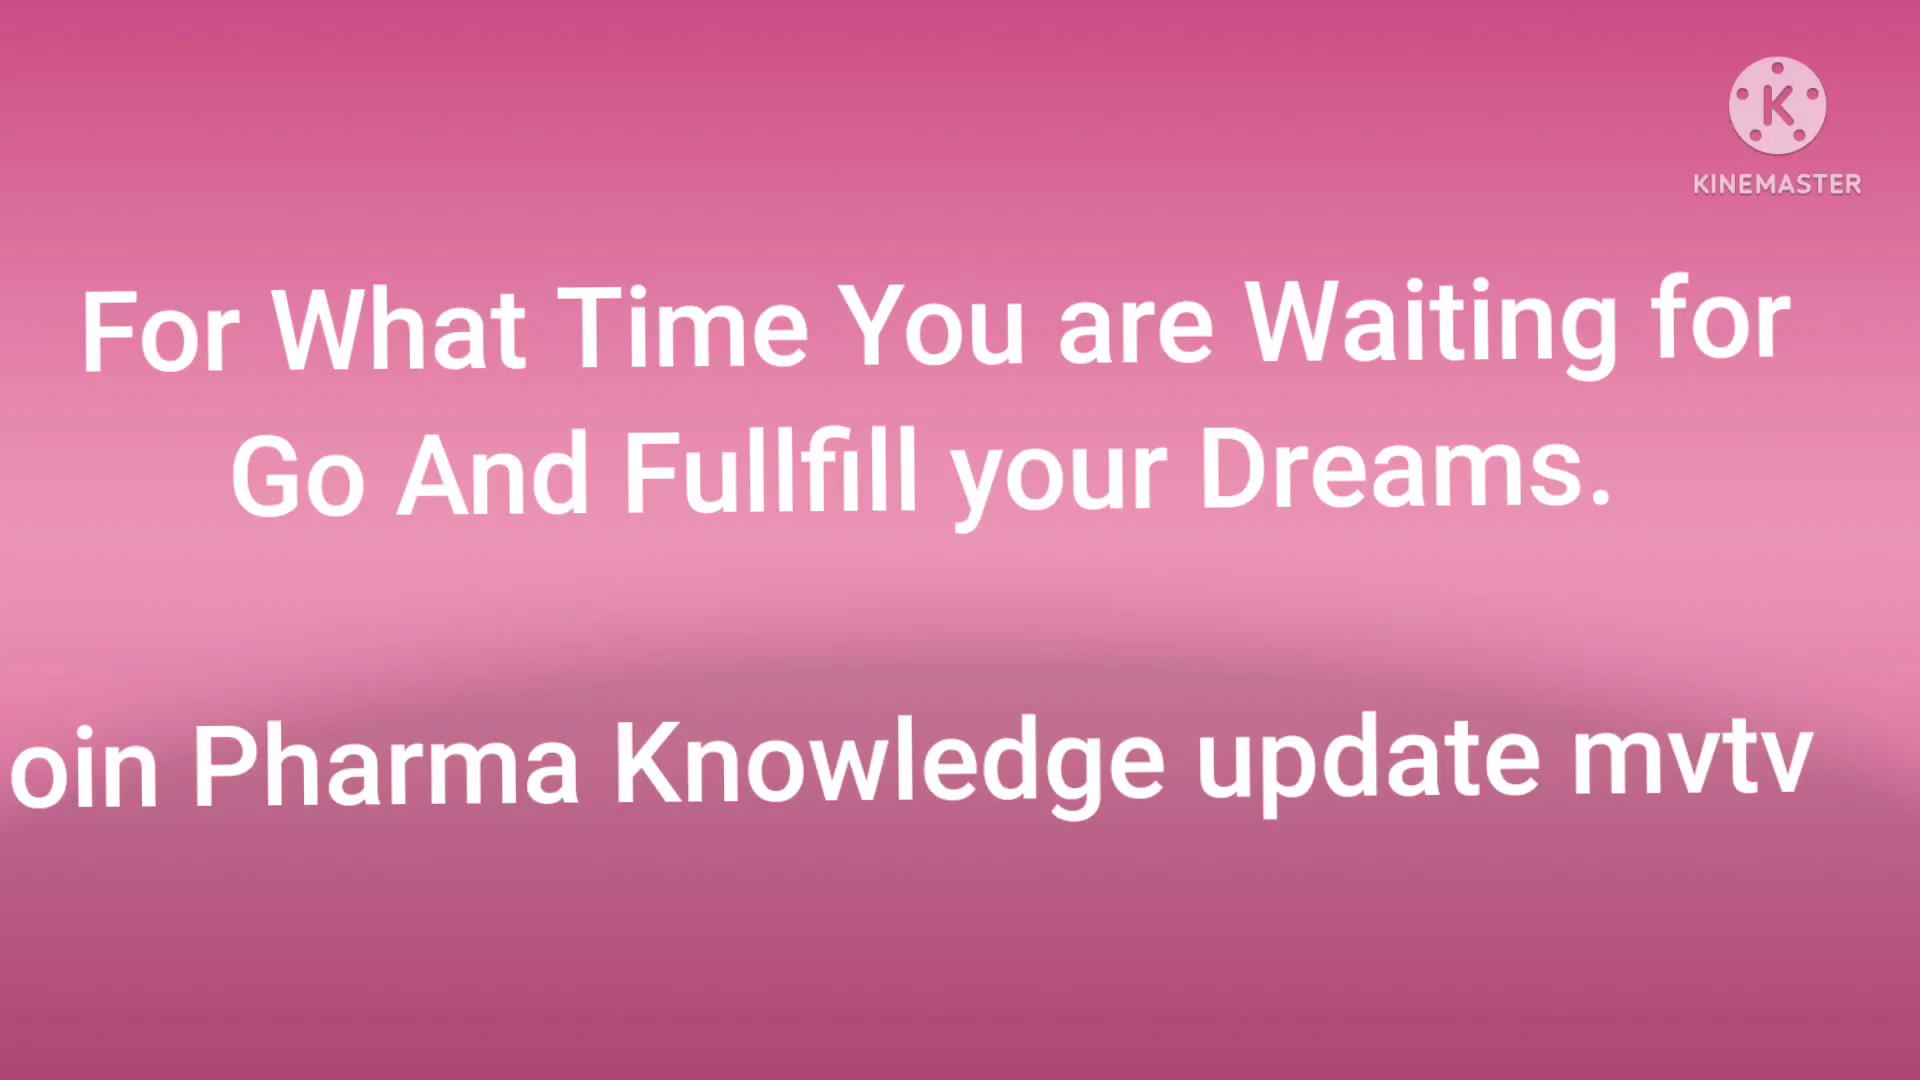 K
KINEMASTER
For What Time You are Waiting for
Go And Fullfill your Dreams.
oin Pharma Knowledge update mvtv